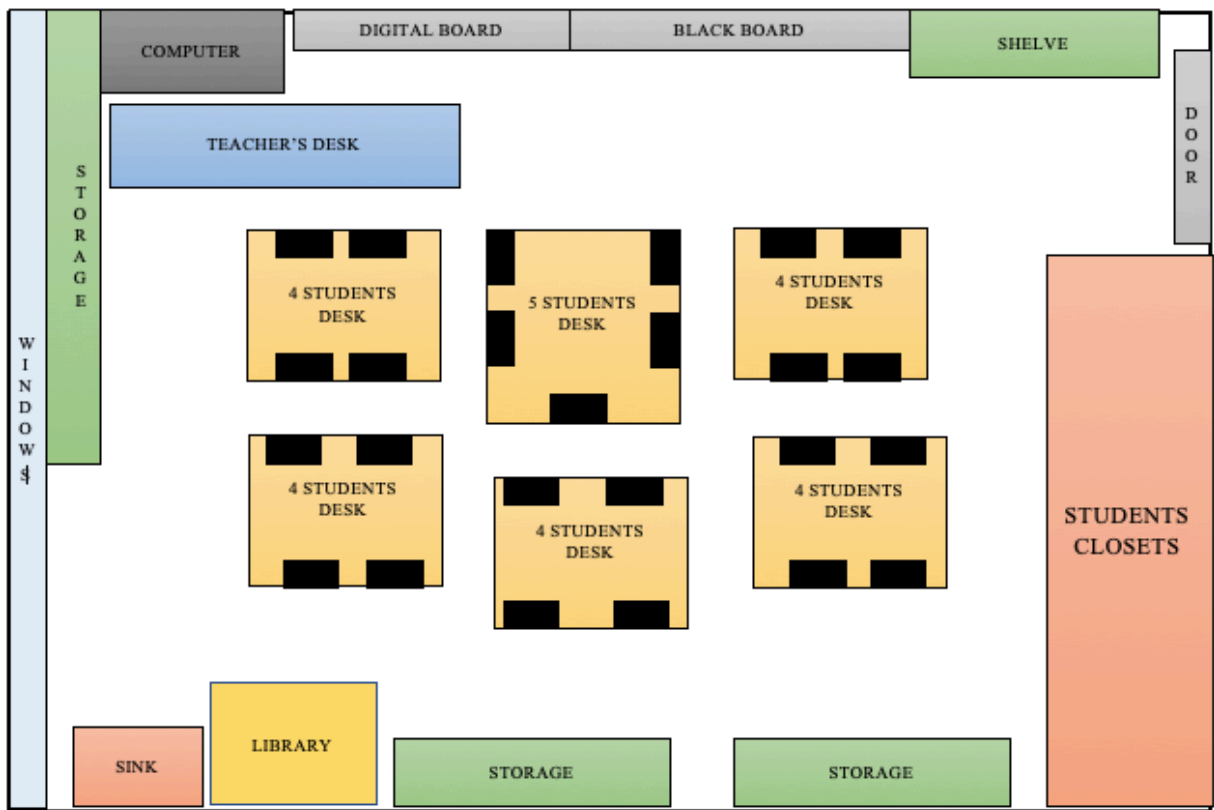 COMPUTER
DIGITAL BOARD
BLACK BOARD
SHELVE
DOOR
TEACHER'S DESK
STORAGE
WINDOWS
4 STUDENTS
DESK
5 STUDENTS
DESK
4 STUDENTS
DESK
4 STUDENTS
DESK
4 STUDENTS
DESK
4 STUDENTS
DESK
STUDENTS
CLOSETS
SINK
LIBRARY
STORAGE
STORAGE